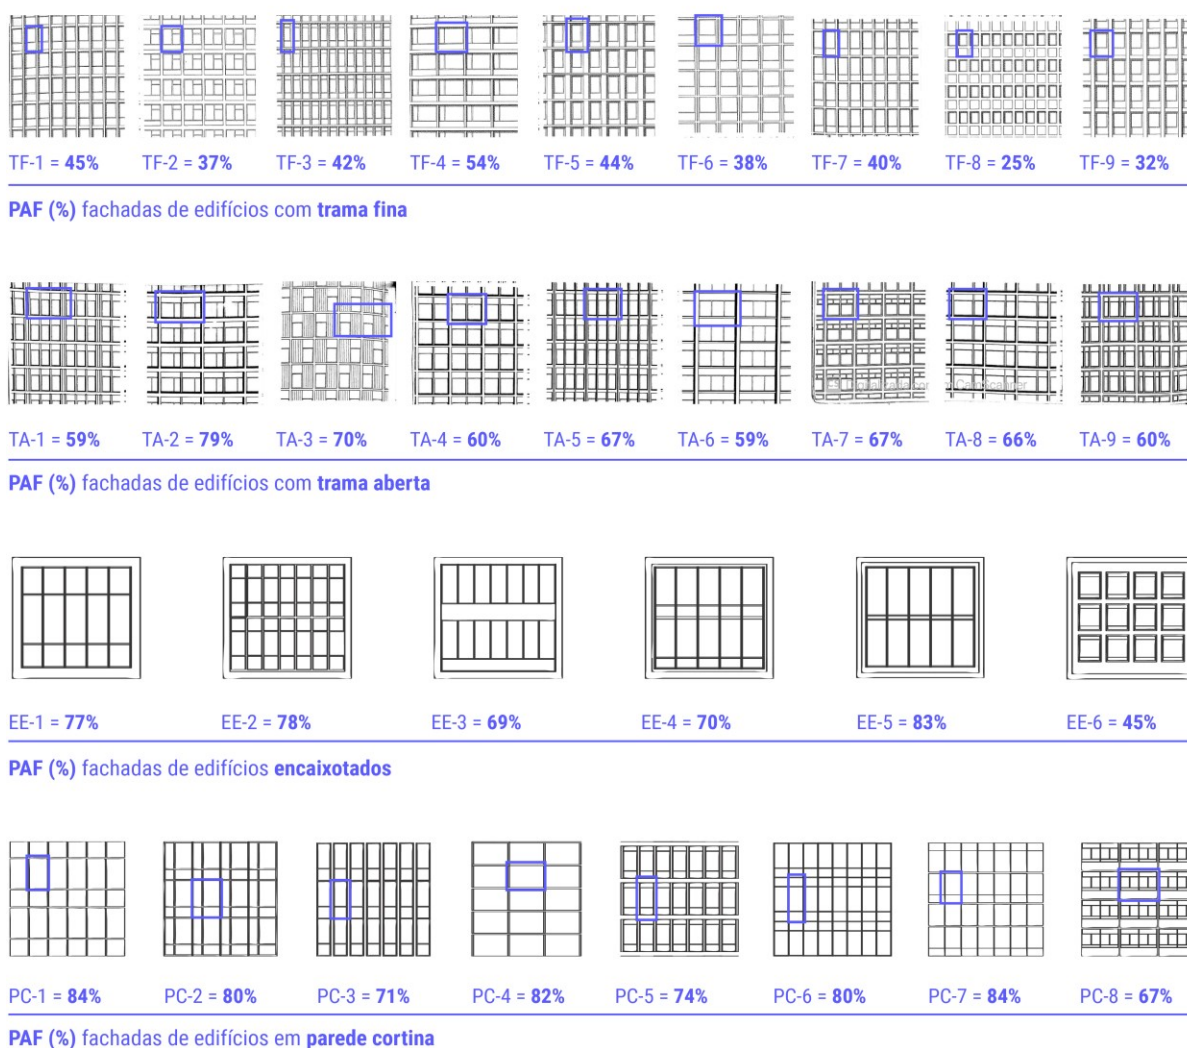 TF-1 = 45% TF-2 = 37% TF-3 = 42% TF-4 = 54% TF-5 = 44% TF-6 = 38% TF-7 = 40% TF-8 = 25% TF-9 = 32%
PAF (%) fachadas de edifícios com trama fina
CamScanner
TA-1 = 59% TA-2 = 79% TA-3 = 70% TA-4 = 60% TA-5 = 67% TA-6 = 59% TA-7 = 67% TA-8 = 66% TA-9 = 60%
PAF (%) fachadas de edifícios com trama aberta
EE-1 = 77% EE-2 = 78% EE-3 = 69% EE-4 = 70% EE-5 = 83% EE-6 = 45%
PAF (%) fachadas de edifícios encaixotados
PC-1 = 84% PC-2 = 80% PC-3 = 71% PC-4 = 82% PC-5 = 74% PC-6 = 80% PC-7 = 84% PC-8 = 67%
PAF (%) fachadas de edifícios em parede cortina